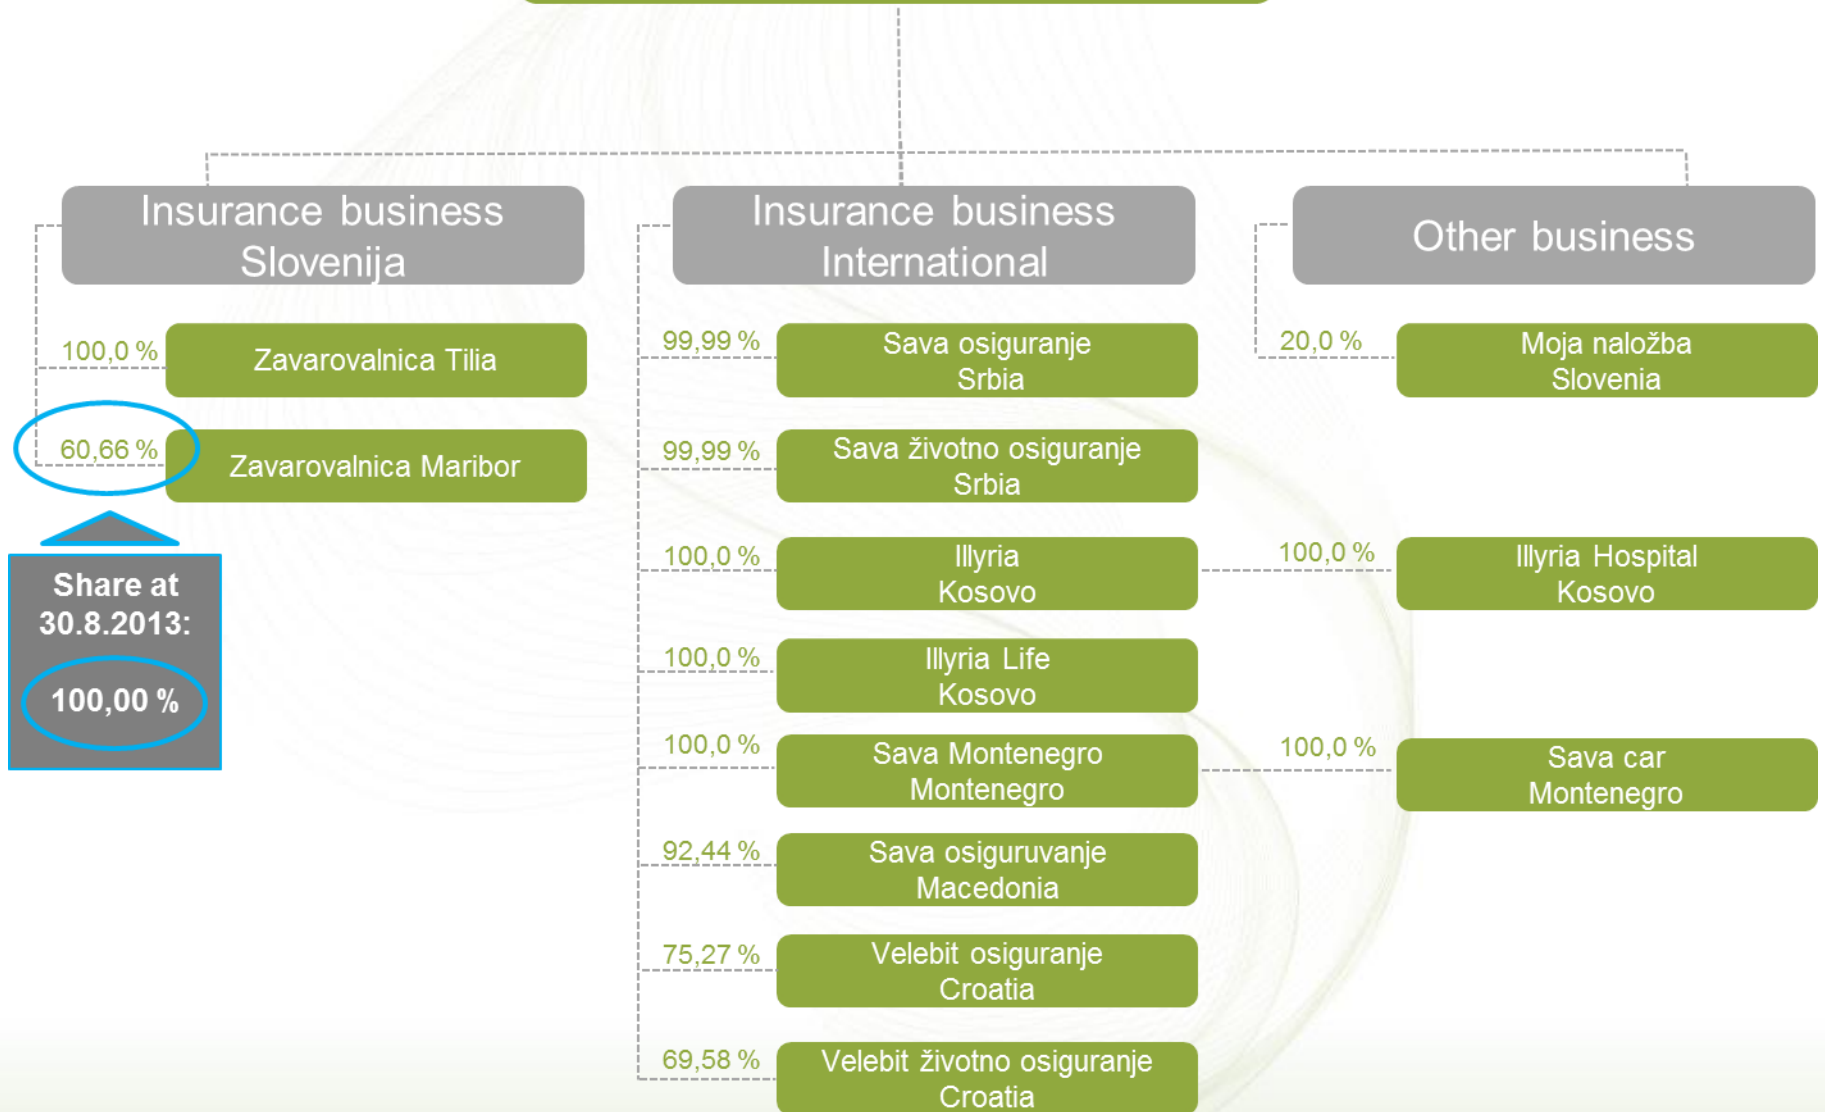 Insurance business
Slovenija
100,0 %
Zavarovalnica Tilia
60,66 %
Zavarovalnica Maribor
Share at
30.8.2013:
100,00 %
Insurance business
International
99,99 %
Sava osiguranje
Srbia
99,99 %
Sava životno osiguranje
Srbia
100,0 %
Illyria
Kosovo
100,0 %
Illyria Life
Kosovo
100,0 %
Sava Montenegro
Montenegro
92,44 %
Sava osiguruvanje
Macedonia
75,27 %
Velebit osiguranje
Croatia
69,58 %
Velebit životno osiguranje
Croatia
Other business
20,0 %
Moja naložba
Slovenia
100,0 %
Illyria Hospital
Kosovo
100,0 %
Sava car
Montenegro